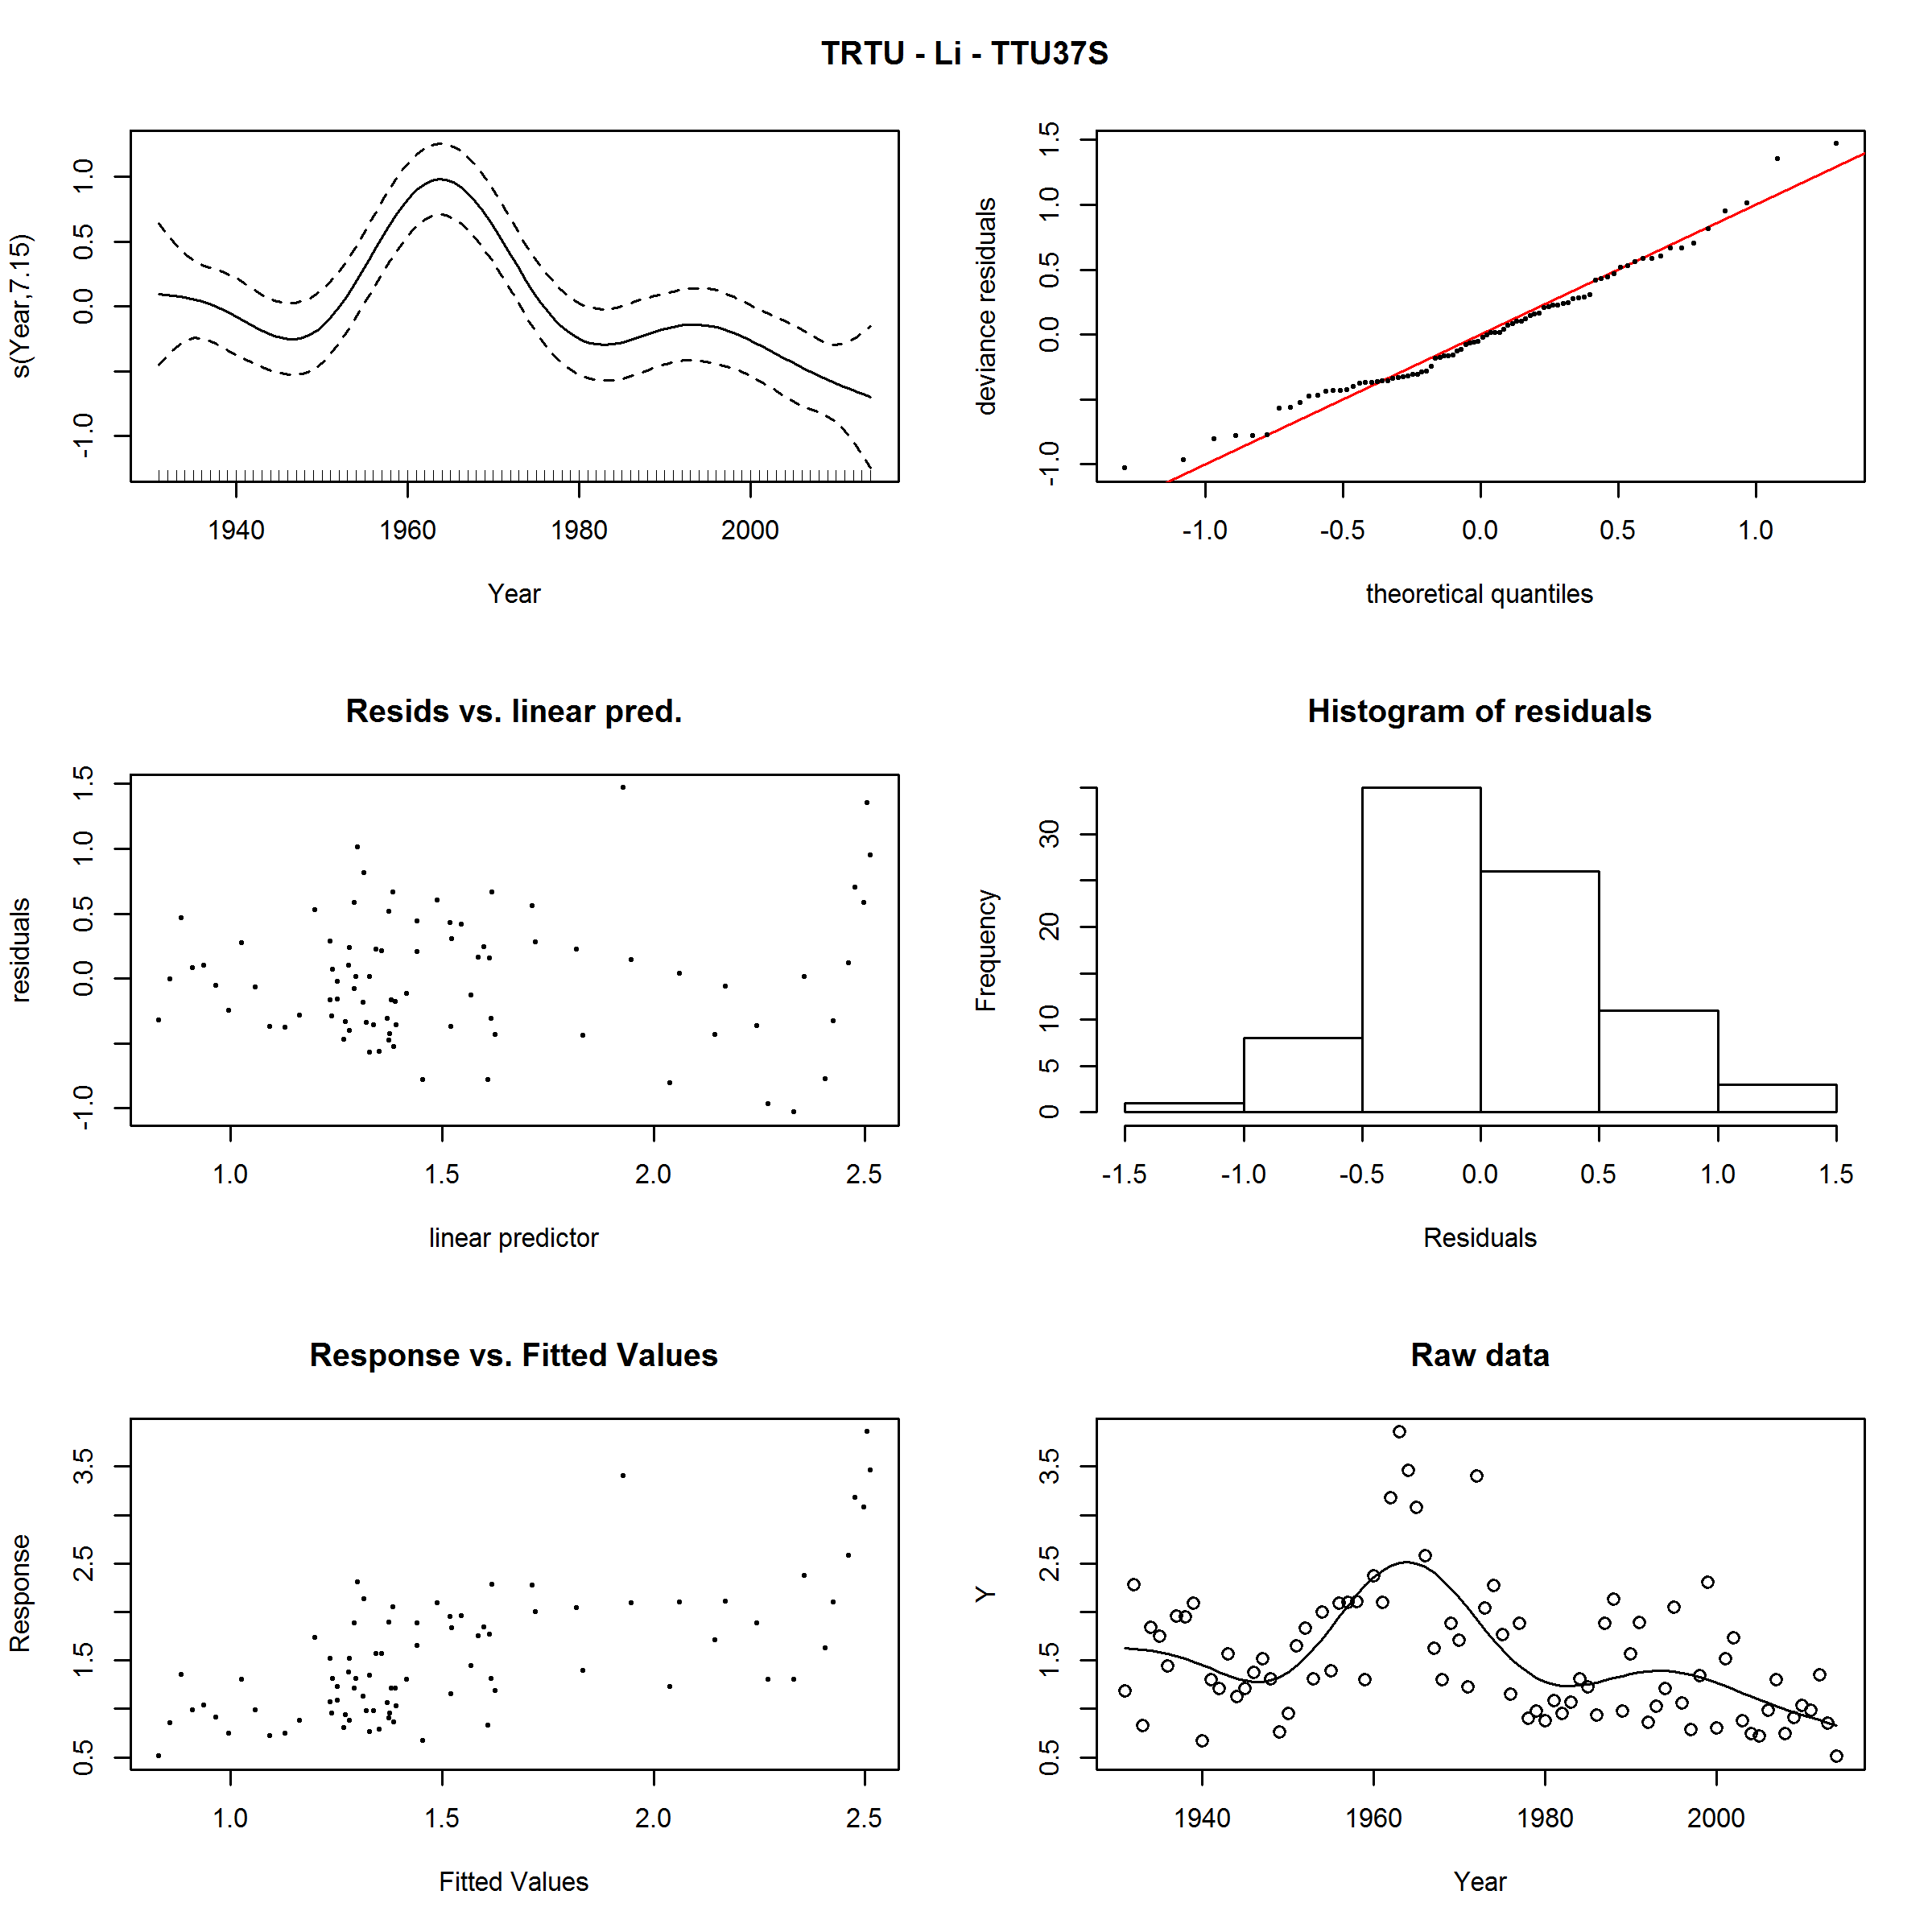 TRTU - Li - TTU37S
s(Year,7.15)
1.0
0.5
0.0
-1.0
1940 1960 1980 2000
Year
deviance residuals
1.5
1.0
0.5
0.0
-1.0
-1.0 -0.5 0.0 0.5 1.0
theoretical quantiles
Resids vs. linear pred.
residuals
1.5
1.0
0.5
0.0
-1.0
1.0 1.5 2.0 2.5
linear predictor
Histogram of residuals
Frequency
30
20
10
5
0
-1.5 -1.0 -0.5 0.0 0.5 1.0 1.5
Residuals
Response vs. Fitted Values
Response
3.5
2.5
1.5
0.5
1.0 1.5 2.0 2.5
Fitted Values
Raw data
Y
3.5
2.5
1.5
0.5
1940 1960 1980 2000
Year